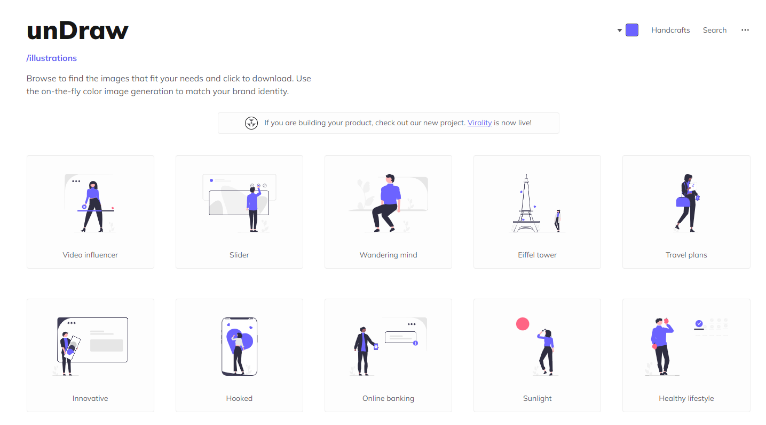 unDraw
Handcrafts
Search
/illustrations
Browse to find the images that fit your needs and click to download. Use
the on-the-fly color image generation to match your brand identity.
If you are building your product, check out our new project. Virality is now live!
Video influencer
Slider
Wandering mind
Eiffel tower
Travel plans
Innovative
Hooked
Online banking
Sunlight
Healthy lifestyle